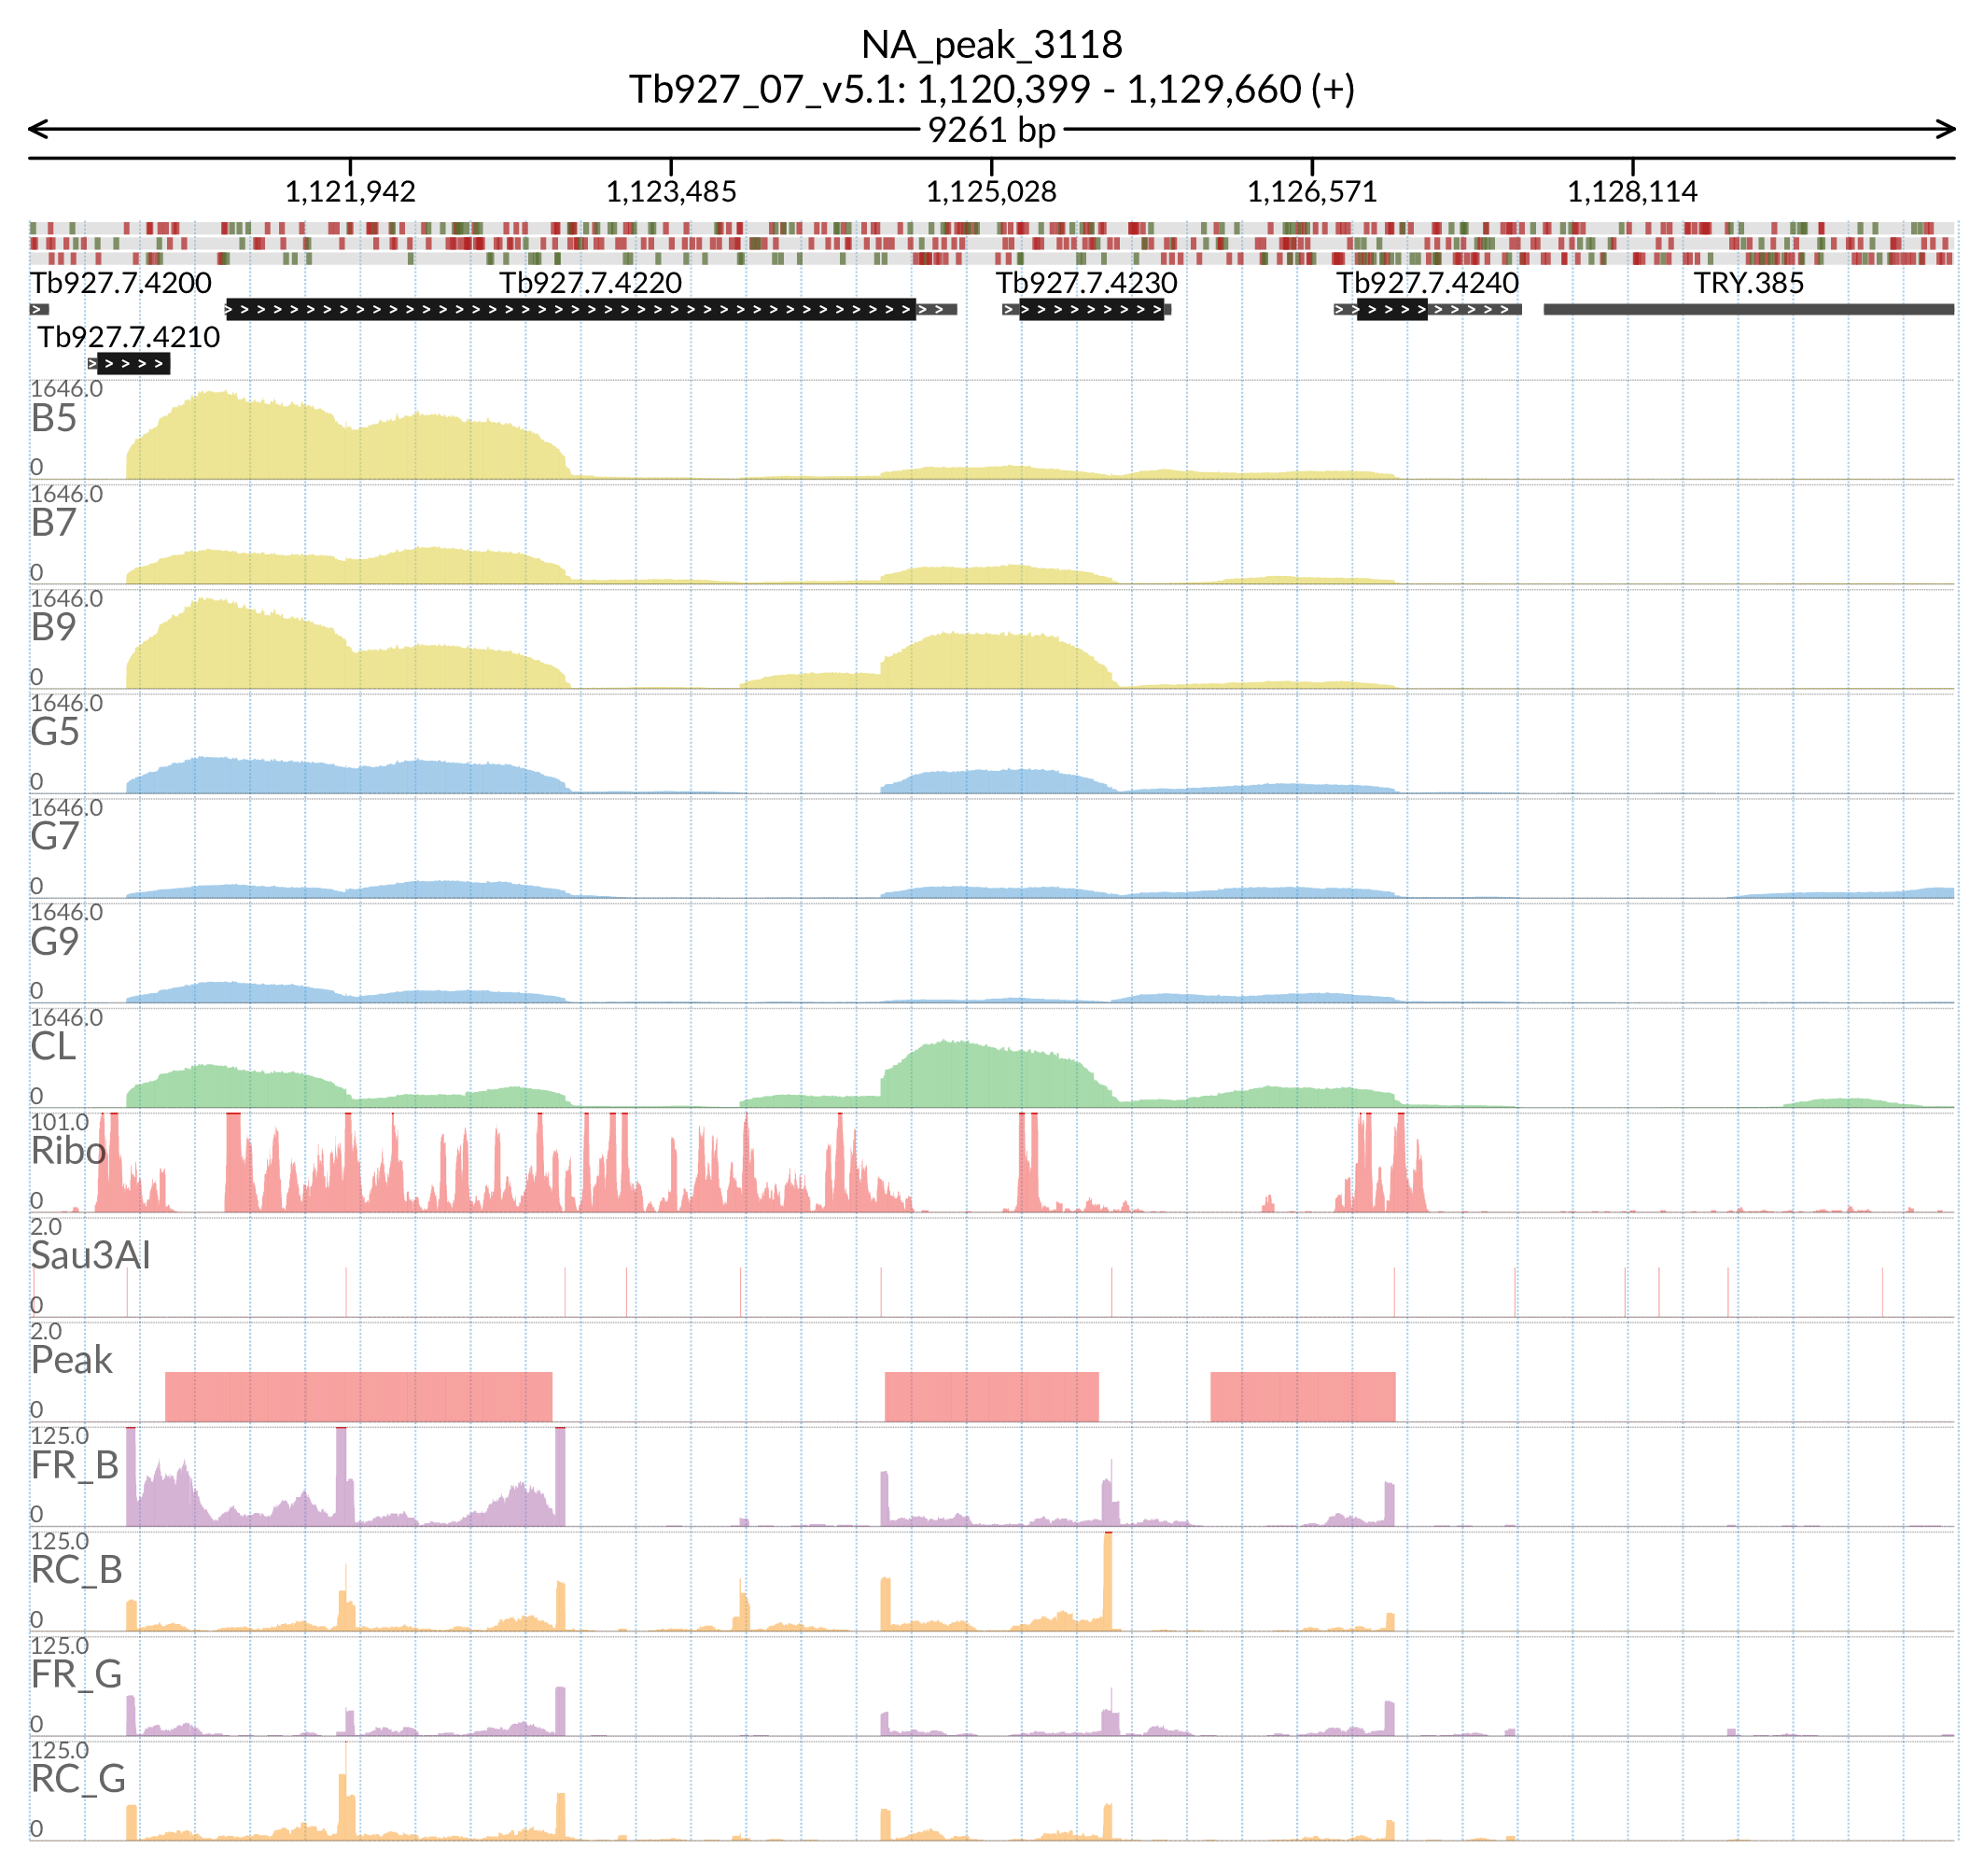 NA_peak_3118
Tb927_07_v5.1: 1,120,399 - 1,129,660 (+)
9261 bp
1,121,942 1,123,485 1,125,028 1,126,571 1,128,114
Tb927.7.4200 Tb927.7.4220 Tb927.7.4230 Tb927.7.4240 TRY.385
Tb927.7.4210
1646.0
B5
0
1646.0
B7
0
1646.0
B9
0
1646.0
G5
0
1646.0
G7
0
1646.0
G9
0
1646.0
CL
0
101.0
Ribo
0
2.0
Sau3AI
0
2.0
Peak
0
125.0
FR_B
0
125.0
RC_B
0
125.0
FR_G
0
125.0
RC_G
0